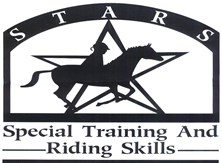 STARS
Special Training And
Riding Skills